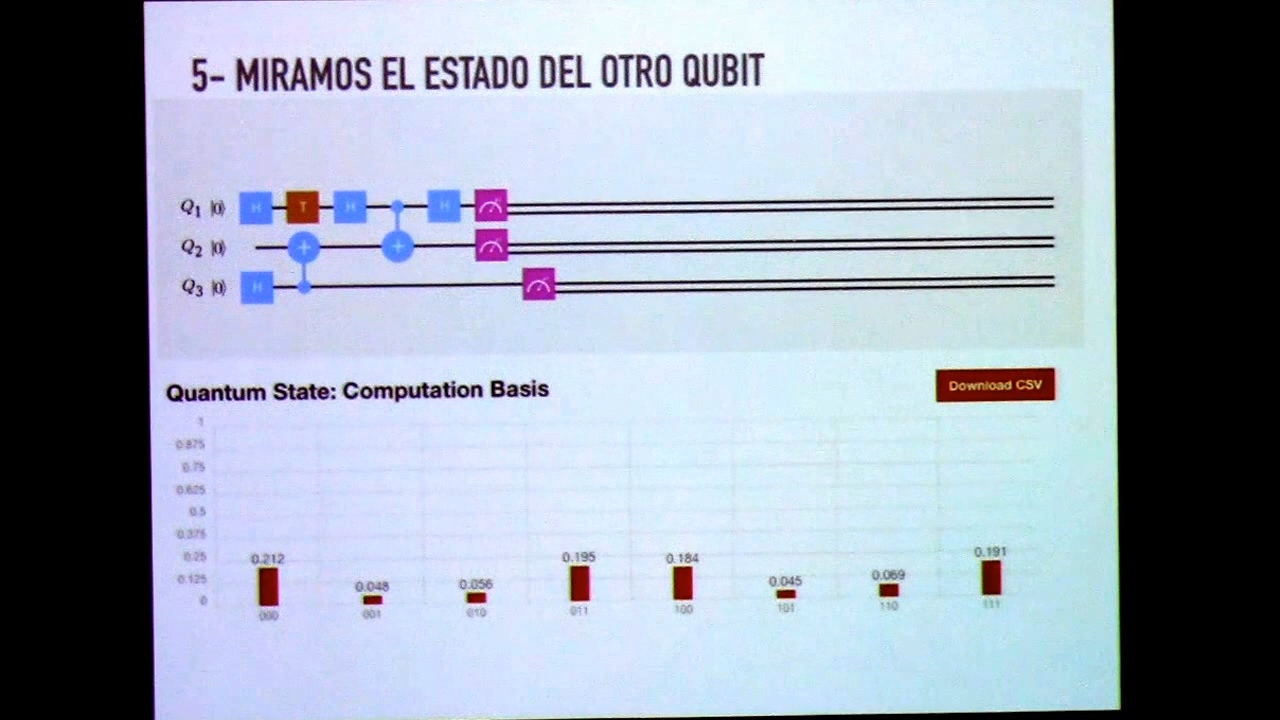 5- MIRAMOS EL ESTADO DEL OTRO QUBIT
Q1 |0⟩ H T H H
Q2 |0⟩ + +
Q3 |0⟩ H
Quantum State: Computation Basis
Download CSV
1
0.875
0.75
0.625
0.5
0.375
0.25
0.125
0
0.212 0.048 0.056 0.195 0.184 0.045 0.069 0.191
000 001 010 011 100 101 110 111